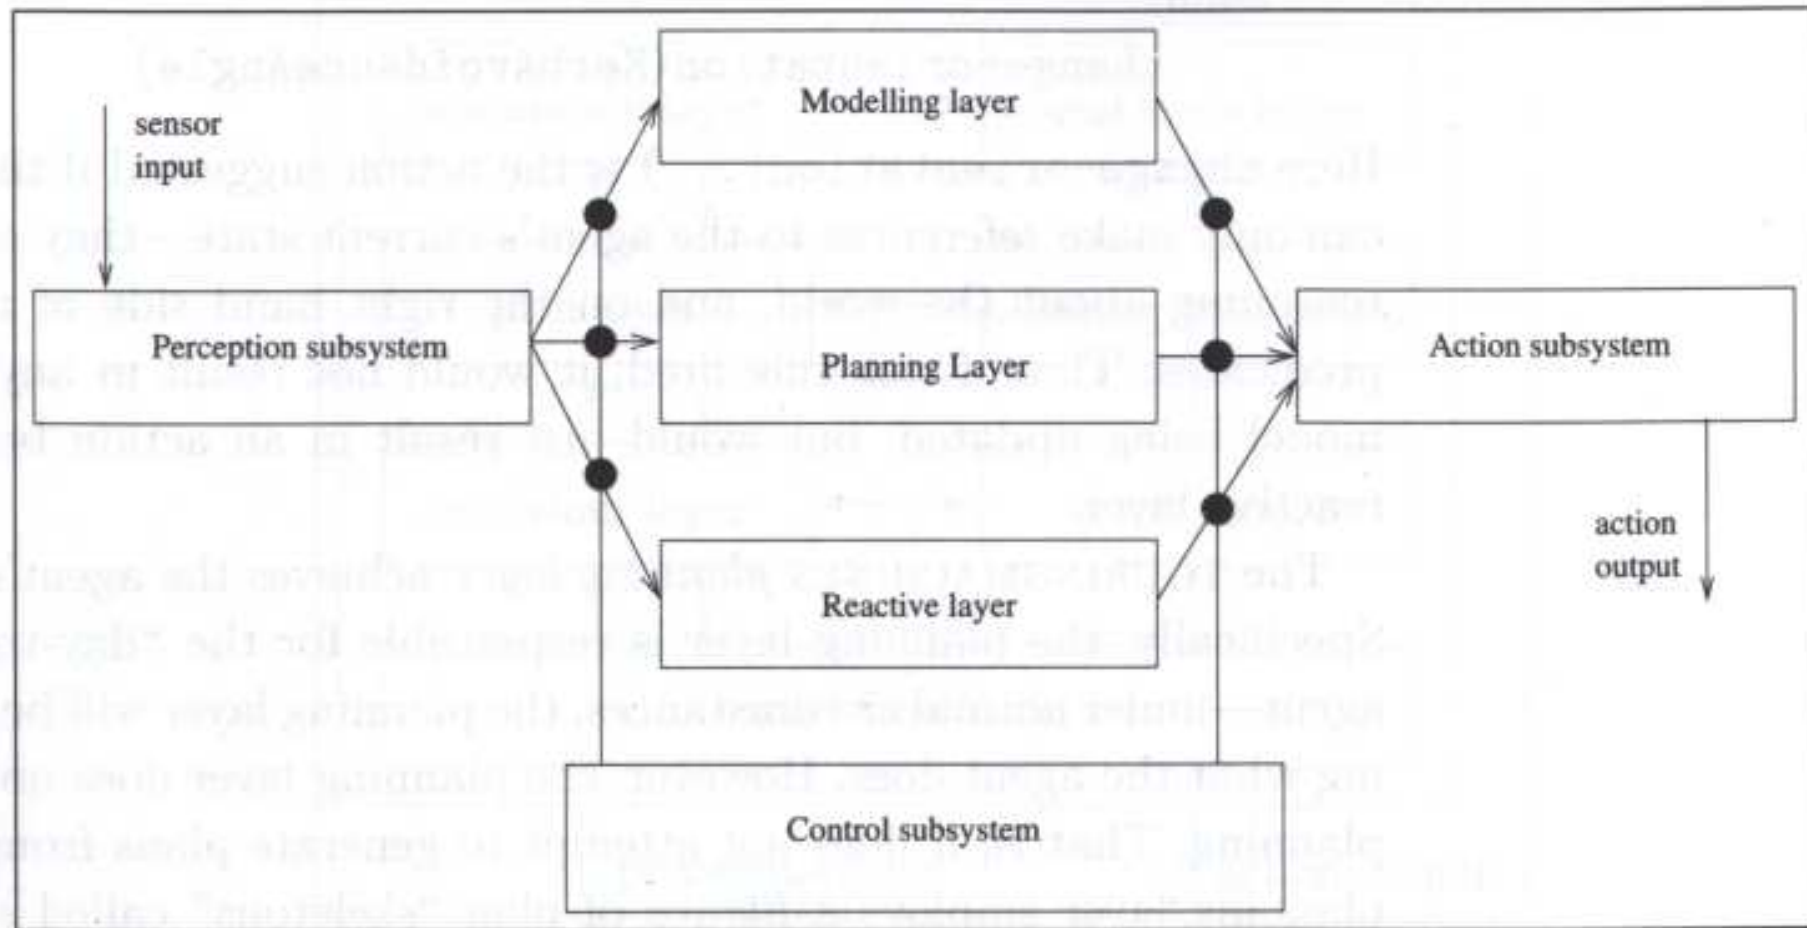 Modelling layer
sensor
input
Perception subsystem
Planning Layer
Action subsystem
action
output
Reactive layer
Control subsystem